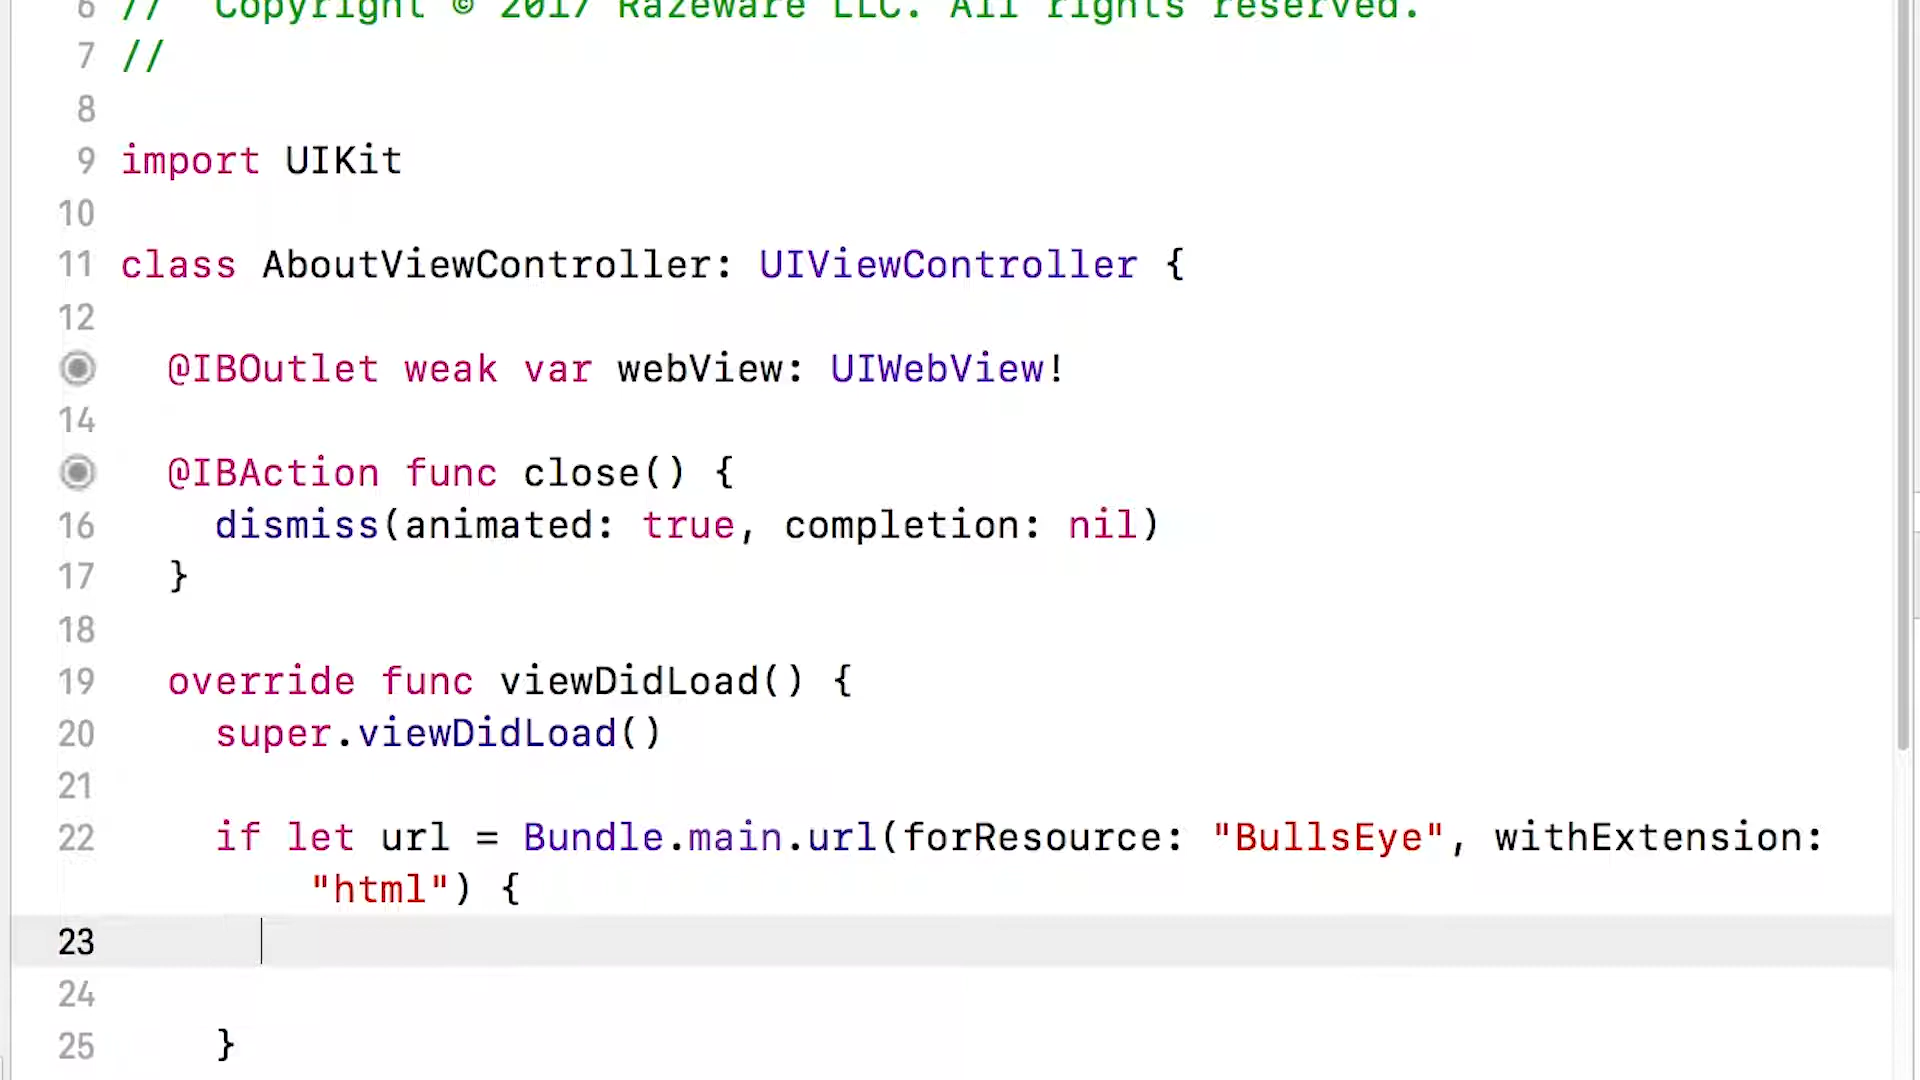 6 // Copyright © 2017 Razeware LLC. All rights reserved.
7 //
8
9 import UIKit
10
11 class AboutViewController: UIViewController {
12
@IBOutlet weak var webView: UIWebView!
14
@IBAction func close() {
16 dismiss(animated: true, completion: nil)
17 }
18
19 override func viewDidLoad() {
20 super.viewDidLoad()
21
22 if let url = Bundle.main.url(forResource: "BullsEye", withExtension:
"html") {
23
24
25 }